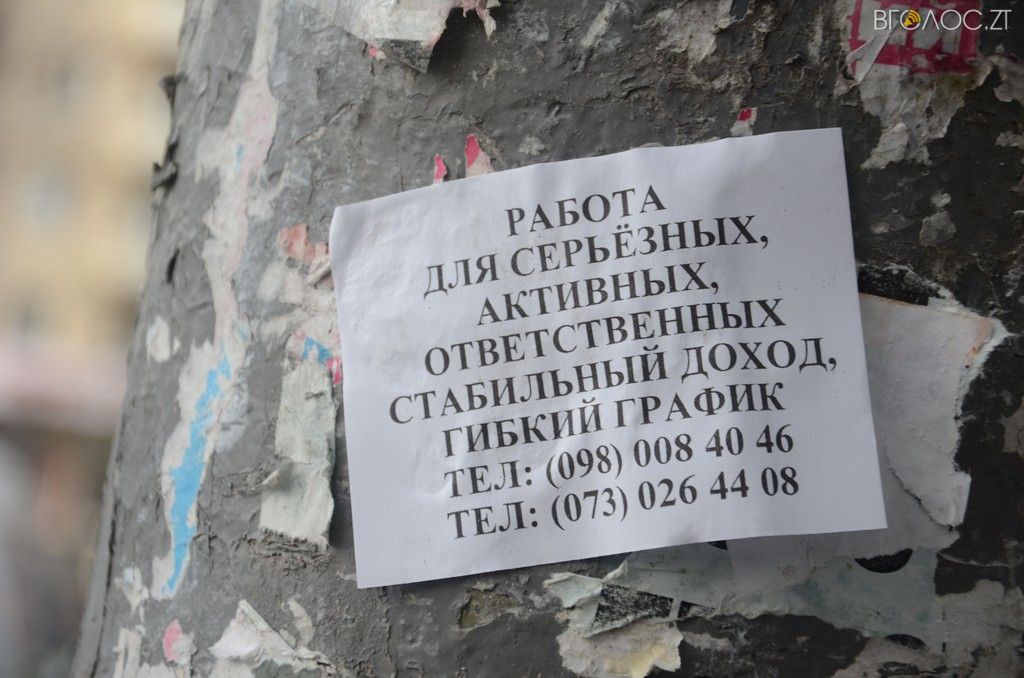 ВГОЛОС.ZT
РАБОТА
ДЛЯ СЕРЬЁЗНЫХ,
АКТИВНЫХ,
ОТВЕТСТВЕННЫХ
СТАБИЛЬНЫЙ ДОХОД,
ГИБКИЙ ГРАФИК
ТЕЛ: (098) 008 40 46
ТЕЛ: (073) 026 44 08